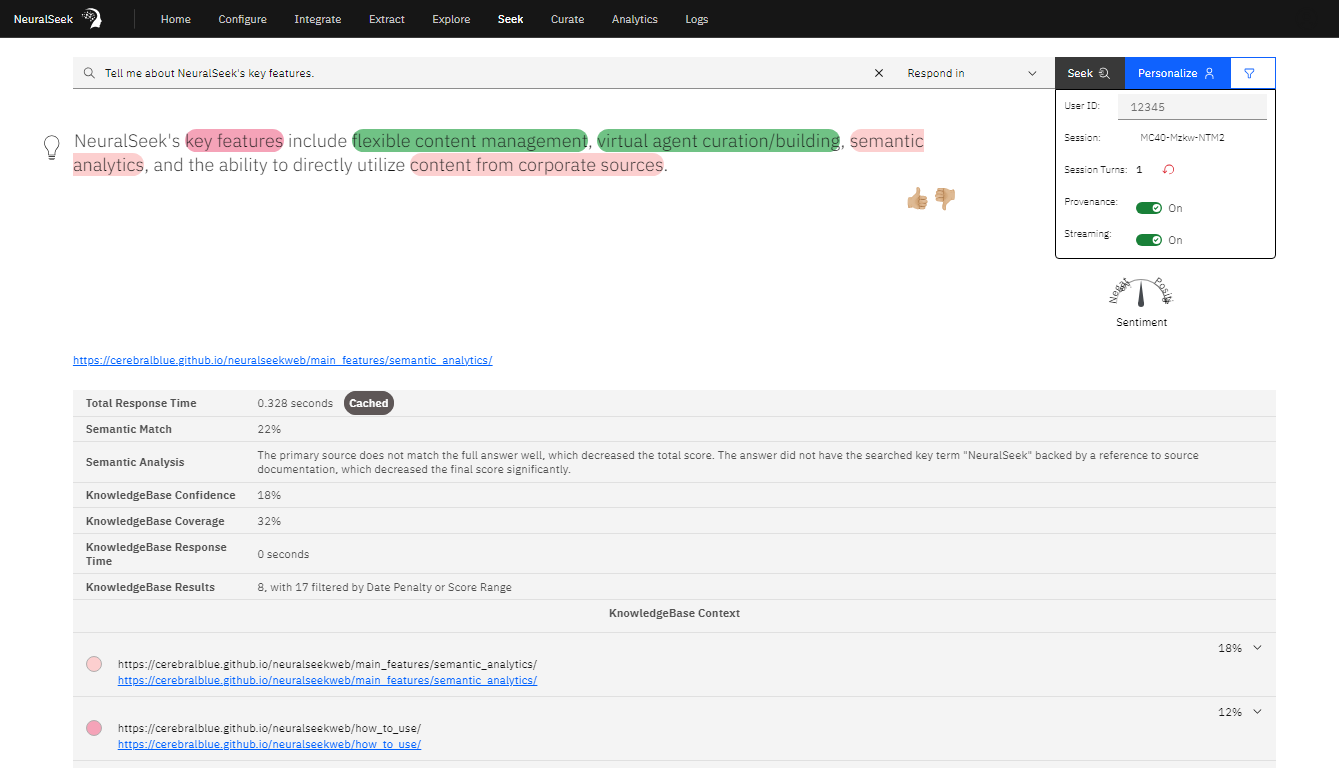 NeuralSeek
Home
Configure
Integrate
Extract
Explore
Seek
Curate
Analytics
Logs
Tell me about NeuralSeek's key features.
Respond in
Seek
Personalize
User ID:
12345
Session:
MC40-Mzkw-NTM2
Session Turns:
1
Provenance:
On
Streaming:
On
NeuralSeek's key features include flexible content management, virtual agent curation/building, semantic
analytics, and the ability to directly utilize content from corporate sources.
Sentiment
https://cerebralblue.github.io/neuralseekweb/main_features/semantic_analytics/
Total Response Time
0.328 seconds
Cached
Semantic Match
22%
Semantic Analysis
The primary source does not match the full answer well, which decreased the total score. The answer did not have the searched key term "NeuralSeek" backed by a reference to source
documentation, which decreased the final score significantly.
KnowledgeBase Confidence
18%
KnowledgeBase Coverage
32%
KnowledgeBase Response
Time
0 seconds
KnowledgeBase Results
8, with 17 filtered by Date Penalty or Score Range
KnowledgeBase Context
18%
https://cerebralblue.github.io/neuralseekweb/main_features/semantic_analytics/
https://cerebralblue.github.io/neuralseekweb/main_features/semantic_analytics/
12%
https://cerebralblue.github.io/neuralseekweb/how_to_use/
https://cerebralblue.github.io/neuralseekweb/how_to_use/